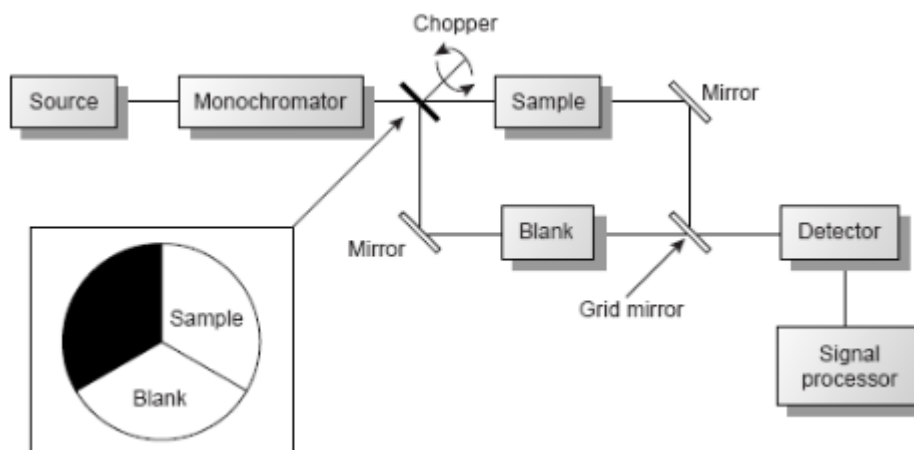 Chopper
Source
Monochromator
Sample
Mirror
Mirror
Blank
Detector
Grid mirror
Sample
Blank
Signal
processor